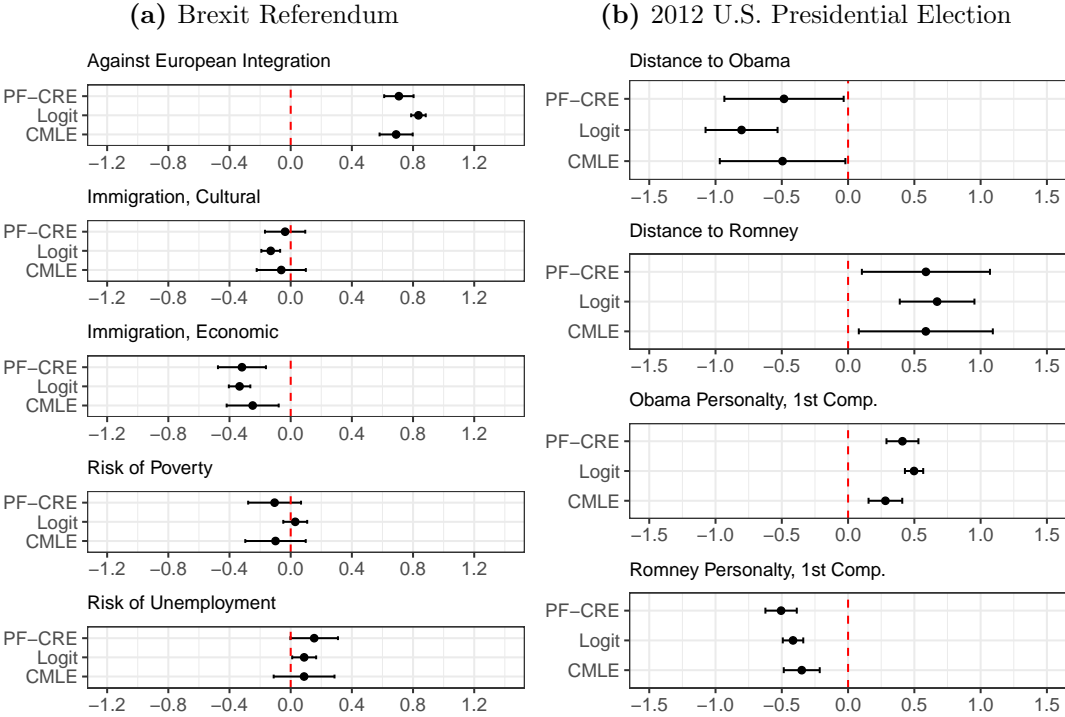 (a) Brexit Referendum
Against European Integration
PF−CRE
Logit
CMLE
−1.2 −0.8 −0.4 0.0 0.4 0.8 1.2
Immigration, Cultural
PF−CRE
Logit
CMLE
−1.2 −0.8 −0.4 0.0 0.4 0.8 1.2
Immigration, Economic
PF−CRE
Logit
CMLE
−1.2 −0.8 −0.4 0.0 0.4 0.8 1.2
Risk of Poverty
PF−CRE
Logit
CMLE
−1.2 −0.8 −0.4 0.0 0.4 0.8 1.2
Risk of Unemployment
PF−CRE
Logit
CMLE
−1.2 −0.8 −0.4 0.0 0.4 0.8 1.2
(b) 2012 U.S. Presidential Election
Distance to Obama
PF−CRE
Logit
CMLE
−1.5 −1.0 −0.5 0.0 0.5 1.0 1.5
Distance to Romney
PF−CRE
Logit
CMLE
−1.5 −1.0 −0.5 0.0 0.5 1.0 1.5
Obama Personalty, 1st Comp.
PF−CRE
Logit
CMLE
−1.5 −1.0 −0.5 0.0 0.5 1.0 1.5
Romney Personalty, 1st Comp.
PF−CRE
Logit
CMLE
−1.5 −1.0 −0.5 0.0 0.5 1.0 1.5